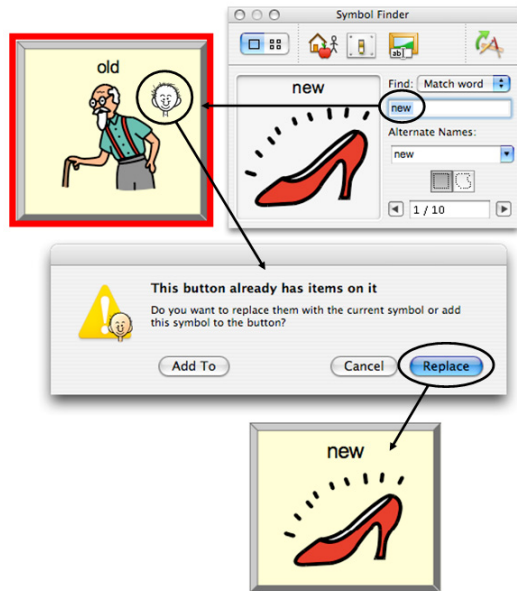 Symbol Finder
old
new
Find: Match word
new
Alternate Names:
new
1 / 10
This button already has items on it
Do you want to replace them with the current symbol or add
this symbol to the button?
Add To
Cancel
Replace
new